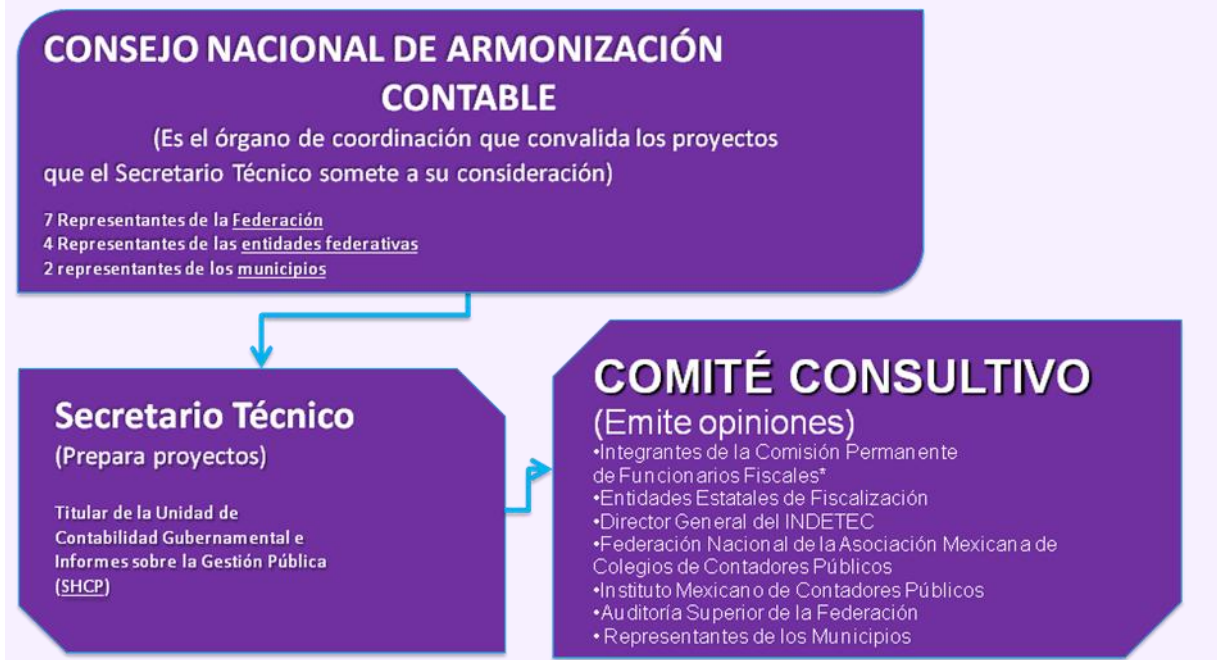 CONSEJO NACIONAL DE ARMONIZACIÓN
CONTABLE
(Es el órgano de coordinación que convalida los proyectos
que el Secretario Técnico somete a su consideración)
7 Representantes de la Federación
4 Representantes de las entidades federativas
2 representantes de los municipios
Secretario Técnico
(Prepara proyectos)
Titular de la Unidad de
Contabilidad Gubernamental e
Informes sobre la Gestión Pública
(SHCP)
COMITÉ CONSULTIVO
(Emite opiniones)
•Integrantes de la Comisión Permanente
de Funcionarios Fiscales*
•Entidades Estatales de Fiscalización
•Director General del INDETEC
•Federación Nacional de la Asociación Mexicana de
Colegios de Contadores Públicos
•Instituto Mexicano de Contadores Públicos
•Auditoría Superior de la Federación
• Representantes de los Municipios